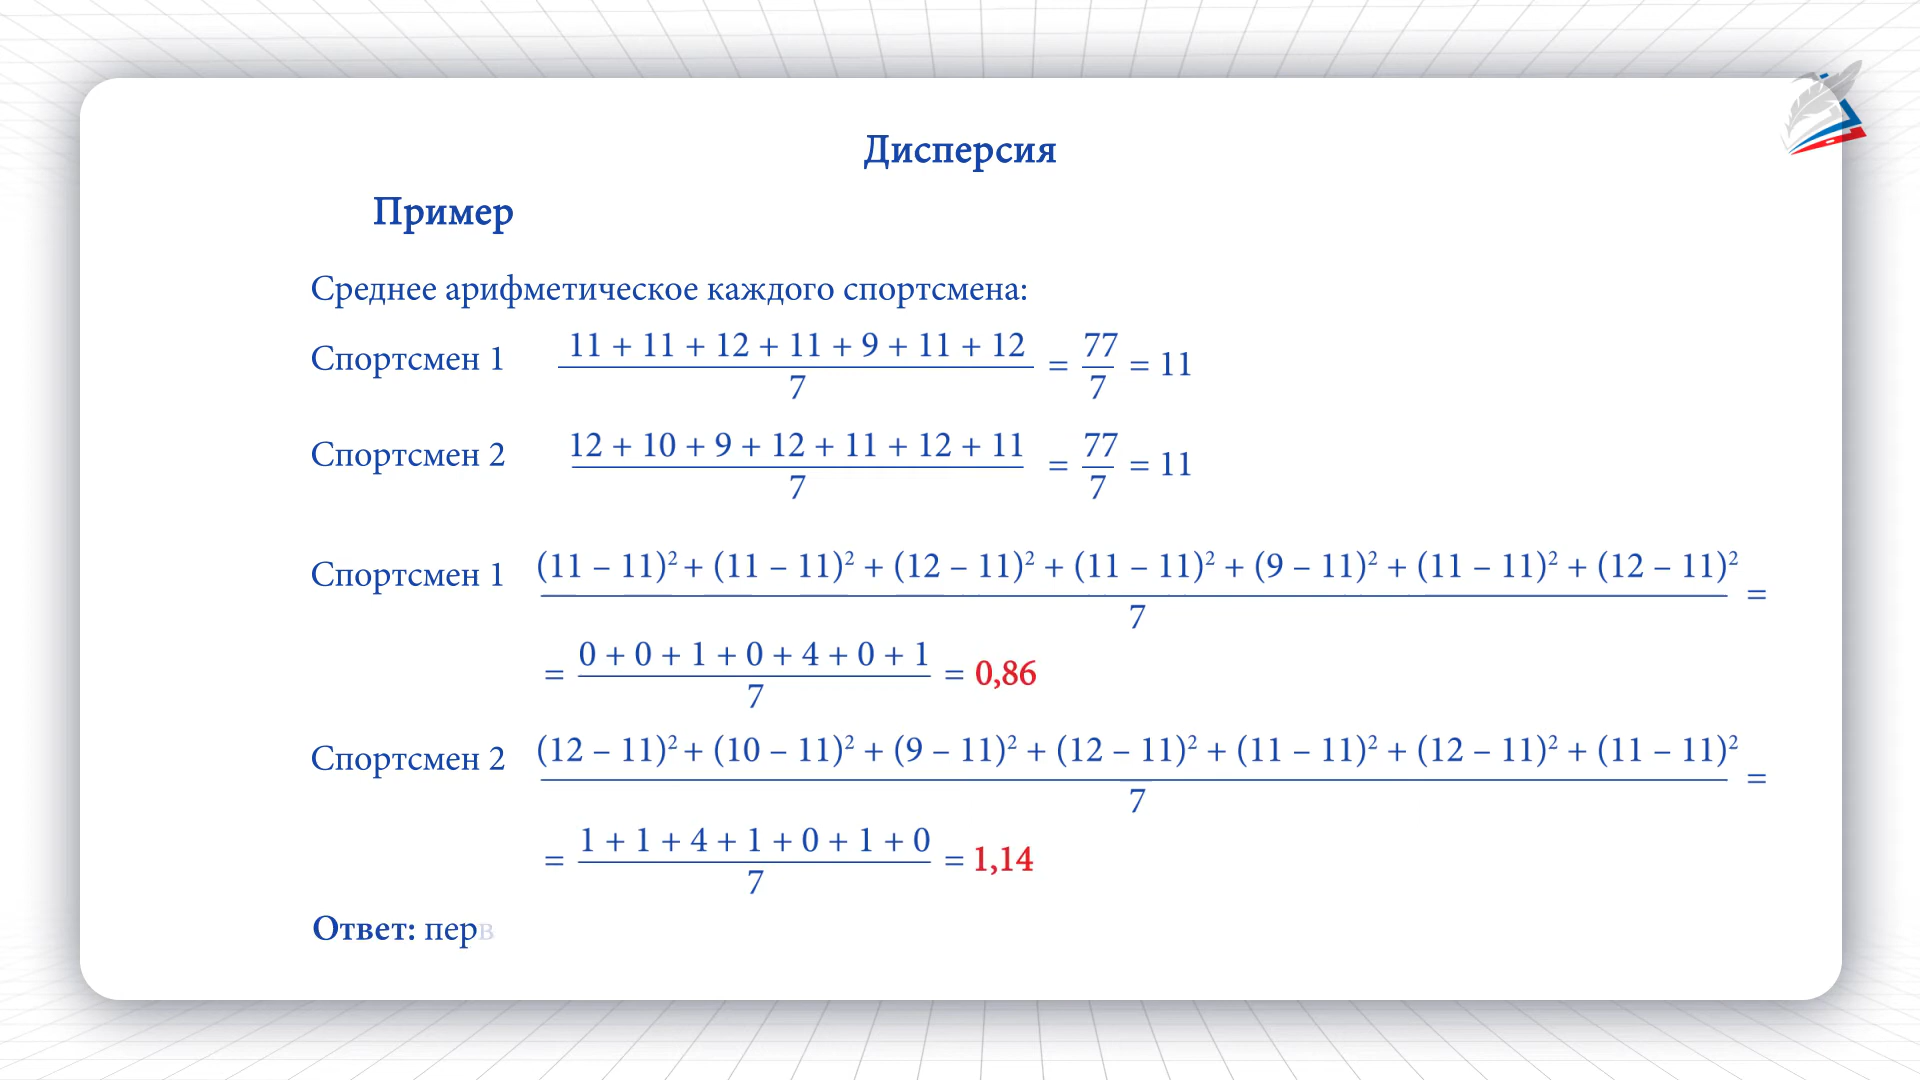 Дисперсия
Пример
Среднее арифметическое каждого спортсмена:
Спортсмен 1 (11 + 11 + 12 + 11 + 9 + 11 + 12)/7 = 77/7 = 11
Спортсмен 2 (12 + 10 + 9 + 12 + 11 + 12 + 11)/7 = 77/7 = 11
Спортсмен 1 ((11 – 11)² + (11 – 11)² + (12 – 11)² + (11 – 11)² + (9 – 11)² + (11 – 11)² + (12 – 11)²)/7 =
= (0 + 0 + 1 + 0 + 4 + 0 + 1)/7 = 0,86
Спортсмен 2 ((12 – 11)² + (10 – 11)² + (9 – 11)² + (12 – 11)² + (11 – 11)² + (12 – 11)² + (11 – 11)²)/7 =
= (1 + 1 + 4 + 1 + 0 + 1 + 0)/7 = 1,14
Ответ: перв